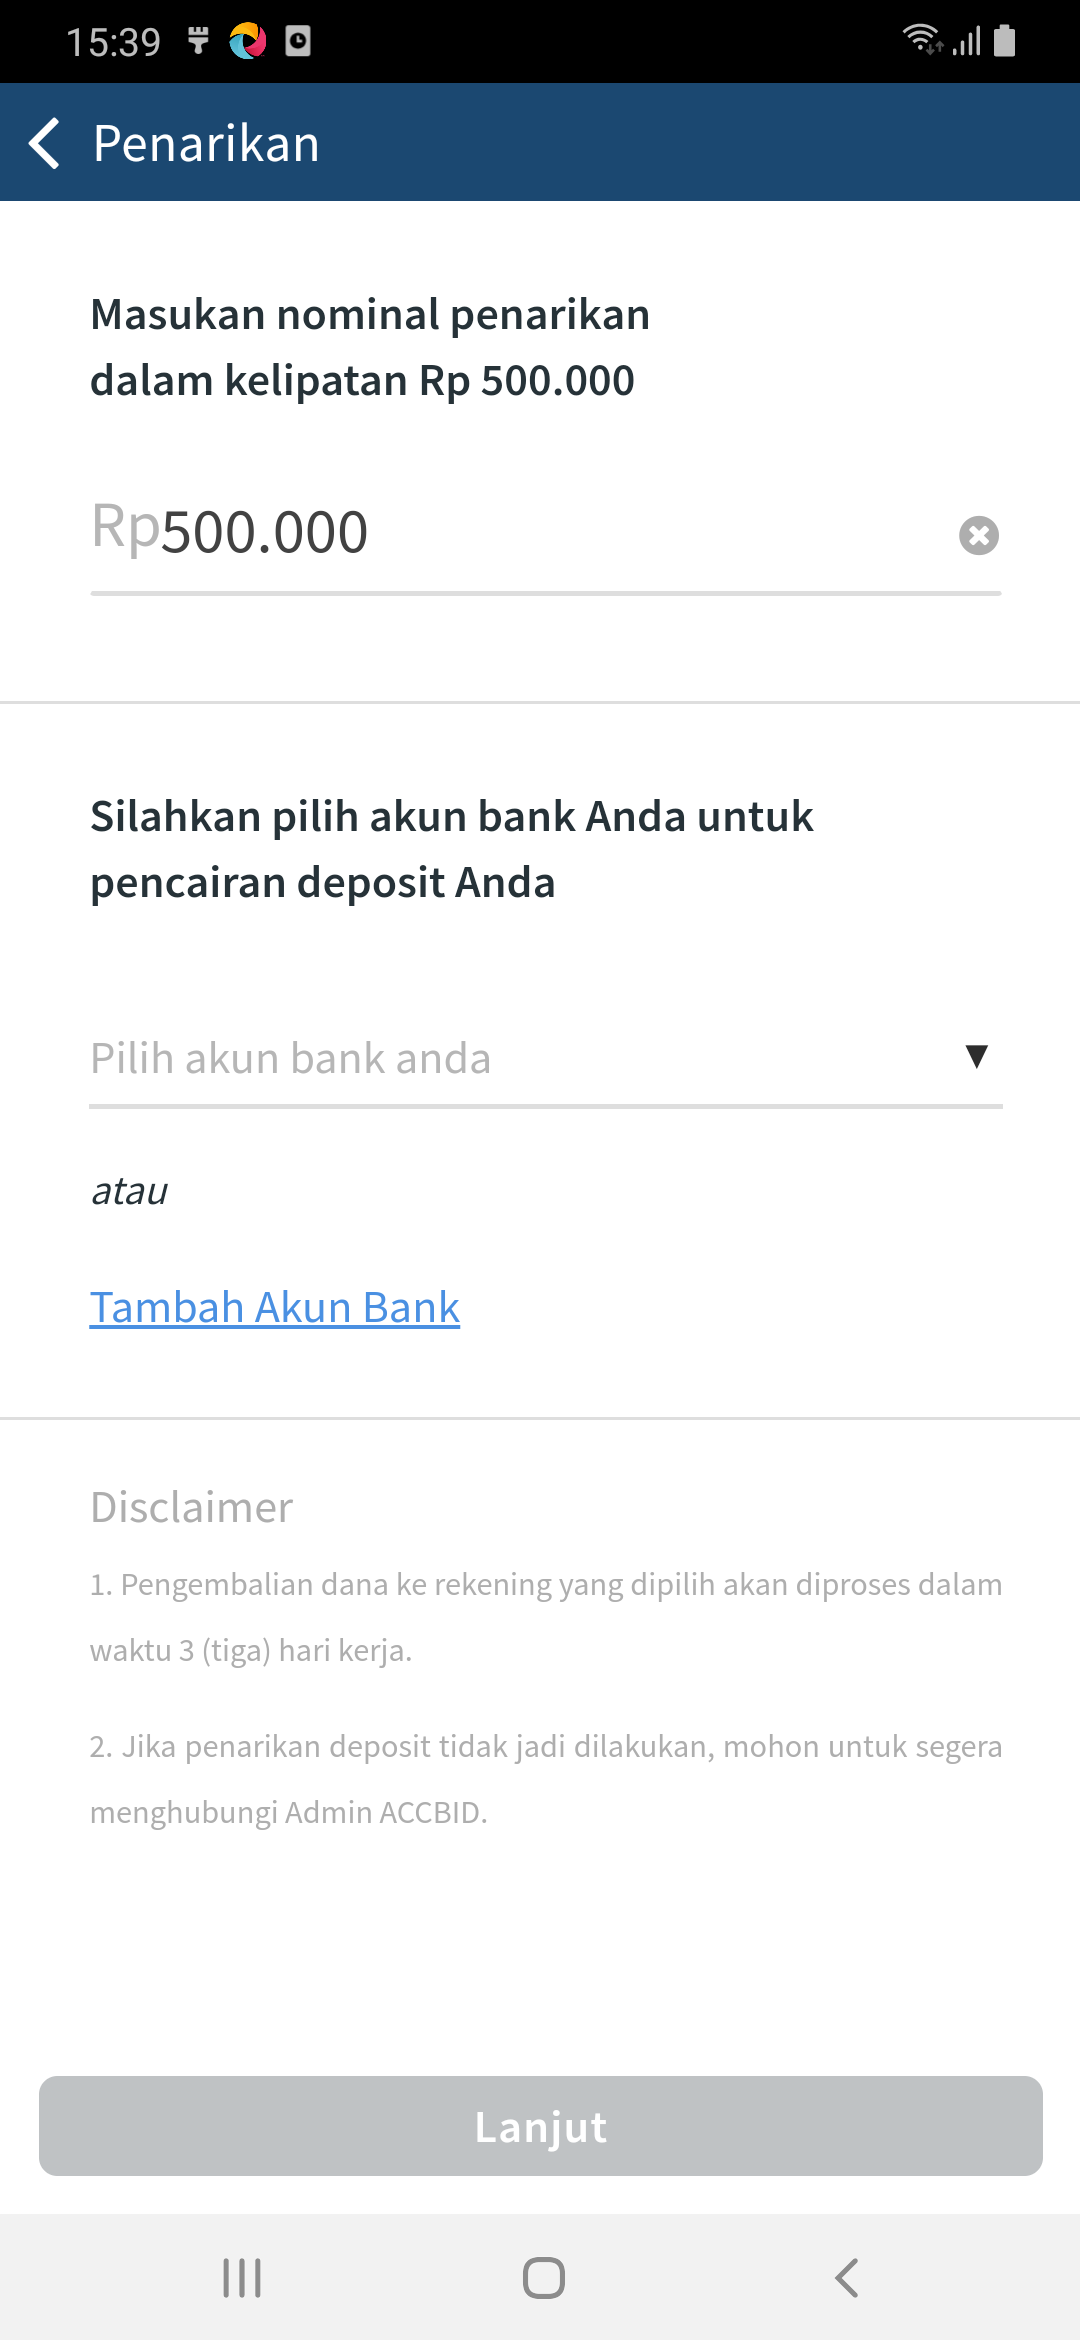 15:39
Penarikan
Masukan nominal penarikan
dalam kelipatan Rp 500.000
Rp500.000
Silahkan pilih akun bank Anda untuk
pencairan deposit Anda
Pilih akun bank anda
atau
Tambah Akun Bank
Disclaimer
1. Pengembalian dana ke rekening yang dipilih akan diproses dalam
waktu 3 (tiga) hari kerja.
2. Jika penarikan deposit tidak jadi dilakukan, mohon untuk segera
menghubungi Admin ACCBID.
Lanjut